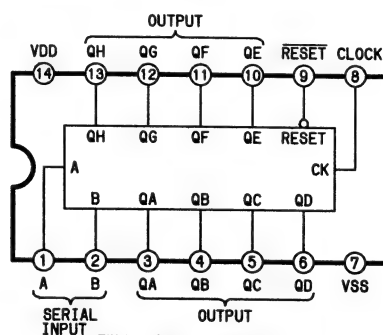 OUTPUT
VDD QH QG QF QE RESET CLOCK
14 13 12 11 10 9 8
QH QG QF QE RESET
A CK
B QA QB QC QD
1 2 3 4 5 6 7
A B QA QB QC QD VSS
SERIAL INPUT OUTPUT